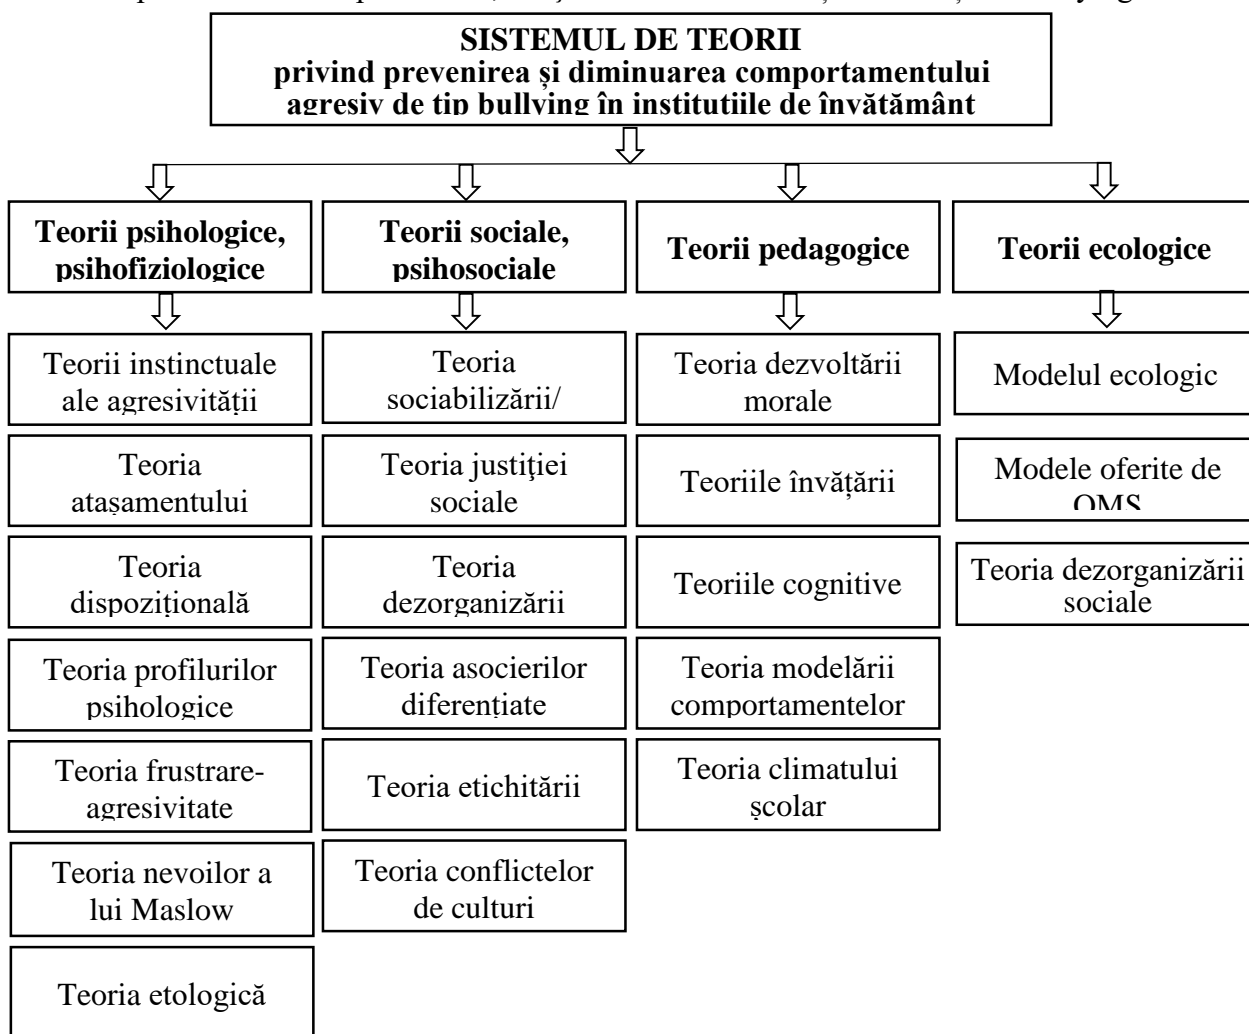 SISTEMUL DE TEORII
privind prevenirea și diminuarea comportamentului
agresiv de tip bullying în instituțiile de învățământ
Teorii psihologice,
psihofiziologice
Teorii sociale,
psihosociale
Teorii pedagogice
Teorii ecologice
Teorii instinctuale
ale agresivității
Teoria
atașamentului
Teoria
dispozițională
Teoria profilurilor
psihologice
Teoria frustrare-
agresivitate
Teoria nevoilor a
lui Maslow
Teoria etologică
Teoria
sociabilizării/
Teoria justiţiei
sociale
Teoria
dezorganizării
Teoria asocierilor
diferențiate
Teoria etichitării
Teoria conflictelor
de culturi
Teoria dezvoltării
morale
Teoriile învățării
Teoriile cognitive
Teoria modelării
comportamentelor
Teoria climatului
școlar
Modelul ecologic
Modele oferite de
OMS
Teoria dezorganizării
sociale